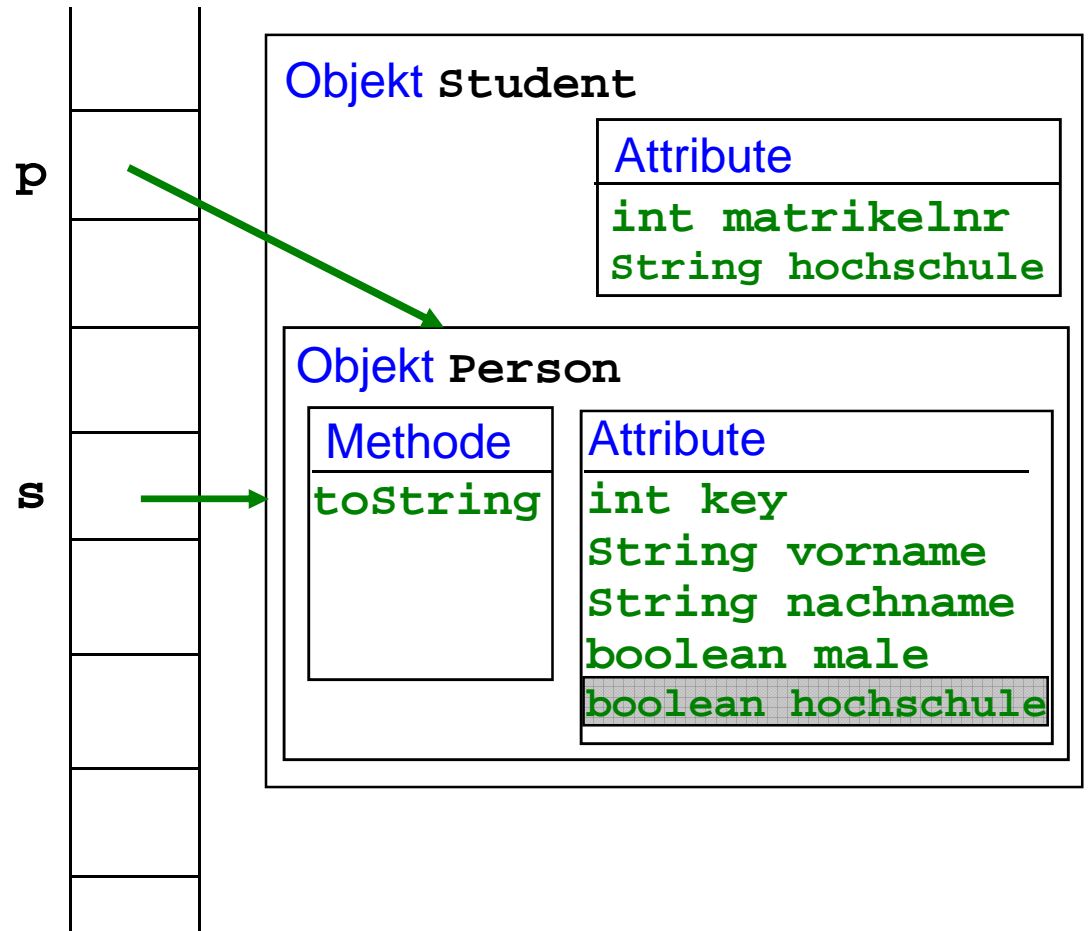 Objekt Student
Attribute
p
int matrikelnr
String hochschule
Objekt Person
Methode
Attribute
s
toString
int key
String vorname
String nachname
boolean male
boolean hochschule